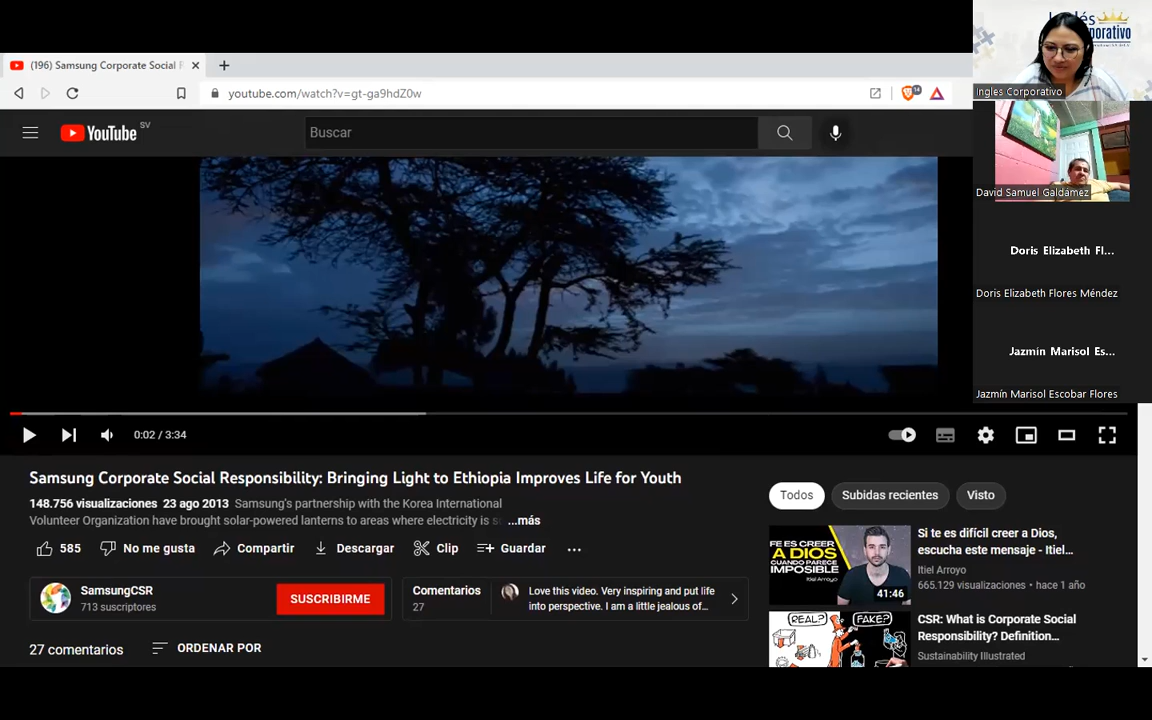 Inglés
Corporativo
Ingles Corporativo
David Samuel Galdámez
Doris Elizabeth Fl...
Doris Elizabeth Flores Méndez
Jazmín Marisol Es...
Jazmín Marisol Escobar Flores
(196) Samsung Corporate Social R
youtube.com/watch?v=gt-ga9hdZ0w
14
YouTube SV
Buscar
0:02 / 3:34
Samsung Corporate Social Responsibility: Bringing Light to Ethiopia Improves Life for Youth
148.756 visualizaciones 23 ago 2013 Samsung's partnership with the Korea International
Volunteer Organization have brought solar-powered lanterns to areas where electricity is s ...más
585 No me gusta Compartir Descargar Clip Guardar ...
SamsungCSR
713 suscriptores
SUSCRIBIRME
Comentarios
27
Love this video. Very inspiring and put life
into perspective. I am a little jealous of...
27 comentarios ORDENAR POR
Todos Subidas recientes Visto
FE ES CREER
A DIOS
CUANDO PARECE
IMPOSIBLE
Itiel Arroyo
41:46
Si te es difícil creer a Dios,
escucha este mensaje - Itiel...
Itiel Arroyo
665.129 visualizaciones • hace 1 año
REAL? FAKE?
CSR: What is Corporate Social
Responsibility? Definition...
Sustainability Illustrated